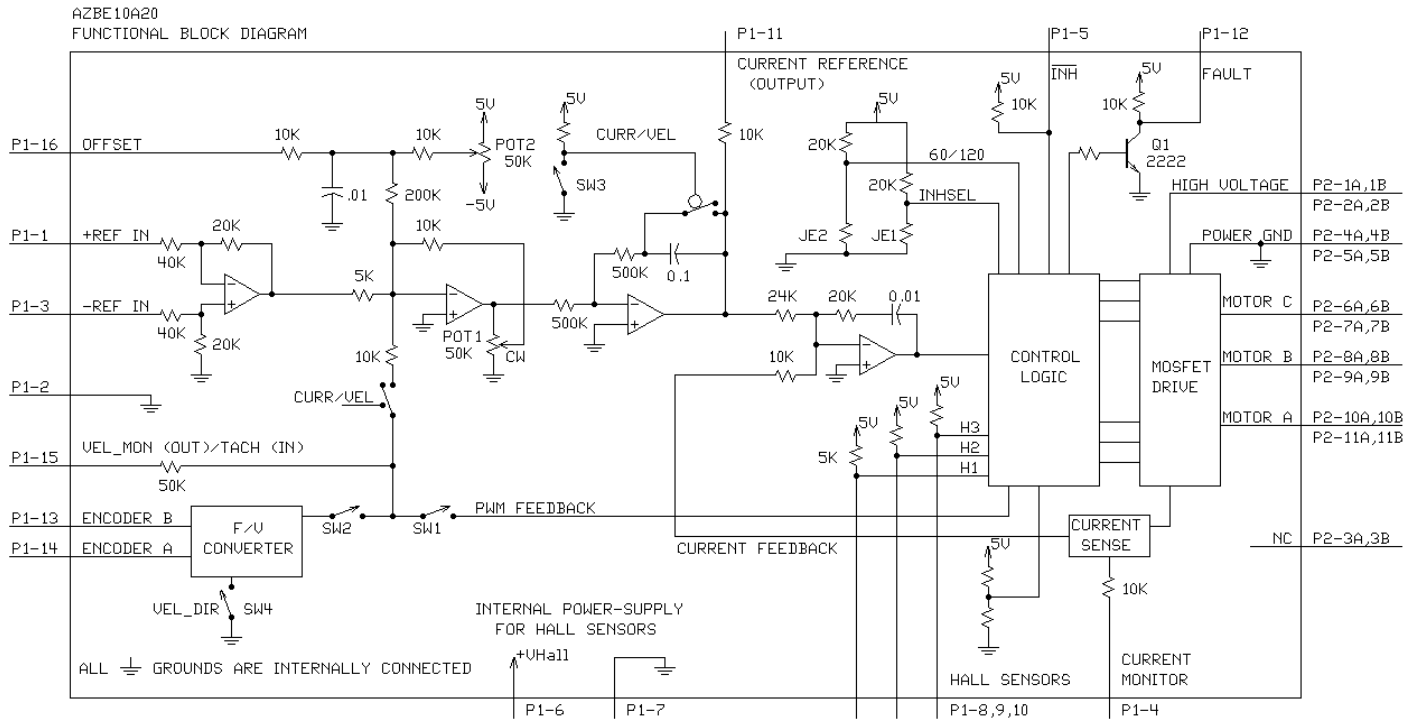 AZBE10A20
FUNCTIONAL BLOCK DIAGRAM
P1-11
P1-5
P1-12
CURRENT REFERENCE
(OUTPUT)
5V
INH
5V
FAULT
10K
10K
5V
5V
5V
P1-16
OFFSET
10K
10K
POT2
50K
CURR/VEL
10K
20K
60/120
Q1
2222
.01
200K
-5V
SW3
20K
INHSEL
HIGH VOLTAGE
P2-1A,1B
P2-2A,2B
P1-1
+REF IN
20K
10K
JE2
JE1
POWER GND
P2-4A,4B
P2-5A,5B
40K
500K
0.1
5K
P1-3
-REF IN
24K
20K
0.01
MOTOR C
P2-6A,6B
P2-7A,7B
40K
20K
POT1
50K
CW
500K
10K
10K
CONTROL
LOGIC
MOSFET
DRIVE
MOTOR B
P2-8A,8B
P2-9A,9B
P1-2
CURR/VEL
5V
5V
5V
MOTOR A
P2-10A,10B
P2-11A,11B
H3
H2
H1
5K
P1-15
VEL_MON (OUT)/TACH (IN)
50K
P1-13
ENCODER B
F/V
CONVERTER
SW2
SW1
PWM FEEDBACK
P1-14
ENCODER A
CURRENT FEEDBACK
CURRENT
SENSE
NC
P2-3A,3B
5V
10K
VEL_DIR
SW4
INTERNAL POWER-SUPPLY
FOR HALL SENSORS
ALL
GROUNDS ARE INTERNALLY CONNECTED
+VHall
HALL SENSORS
CURRENT
MONITOR
P1-6
P1-7
P1-8,9,10
P1-4